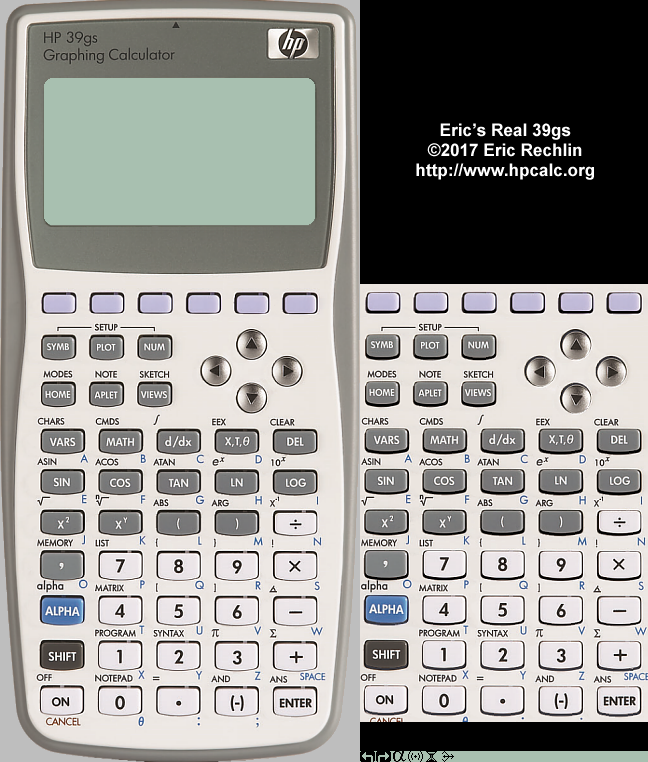 HP 39gs
Graphing Calculator
hp
Eric's Real 39gs
©2017 Eric Rechlin
http://www.hpcalc.org
SETUP
SYMB PLOT NUM
MODES NOTE SKETCH
HOME APLET VIEWS
CHARS CMDS ∫ EEX CLEAR
VARS MATH d/dx X,T,θ DEL
ASIN A ACOS B ATAN C eˣ D 10ˣ
SIN COS TAN LN LOG
√ E ⁿ√ F ABS G ARG H X⁻¹ I
X² Xʸ ( ) ÷
MEMORY J LIST K { L } M ! N
, 7 8 9 ×
alpha O MATRIX P [ Q ] R ⊿ S
ALPHA 4 5 6 −
PROGRAM T SYNTAX U π V Σ W
SHIFT 1 2 3 +
OFF NOTEPAD X = Y AND Z ANS SPACE
ON 0 • (-) ENTER
CANCEL θ : ;
SETUP
SYMB PLOT NUM
MODES NOTE SKETCH
HOME APLET VIEWS
CHARS CMDS ∫ EEX CLEAR
VARS MATH d/dx X,T,θ DEL
ASIN A ACOS B ATAN C eˣ D 10ˣ
SIN COS TAN LN LOG
√ E ⁿ√ F ABS G ARG H X⁻¹ I
X² Xʸ ( ) ÷
MEMORY J LIST K { L } M ! N
, 7 8 9 ×
alpha O MATRIX P [ Q ] R ⊿ S
ALPHA 4 5 6 −
PROGRAM T SYNTAX U π V Σ W
SHIFT 1 2 3 +
OFF NOTEPAD X = Y AND Z ANS SPACE
ON 0 • (-) ENTER
CANCEL θ : ;
α